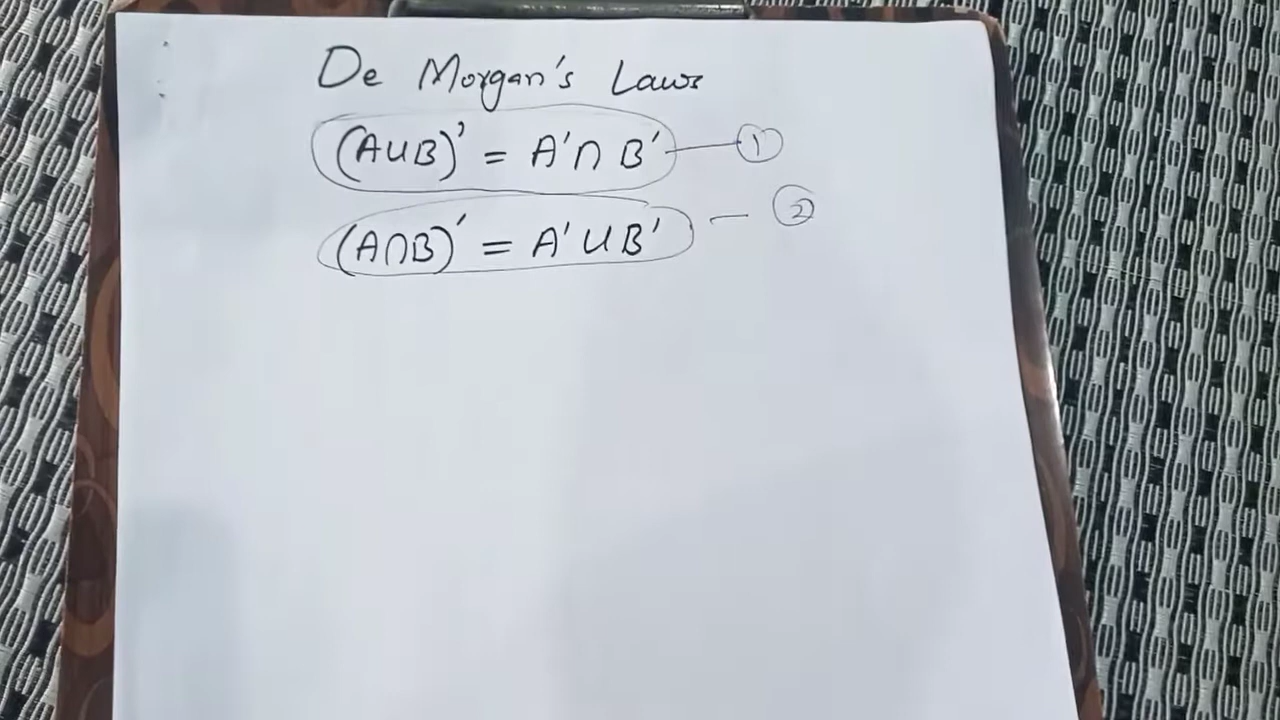 De Morgan's Laws
(A∪B)' = A'∩ B' — ①
(A∩B)' = A' ∪ B' — ②